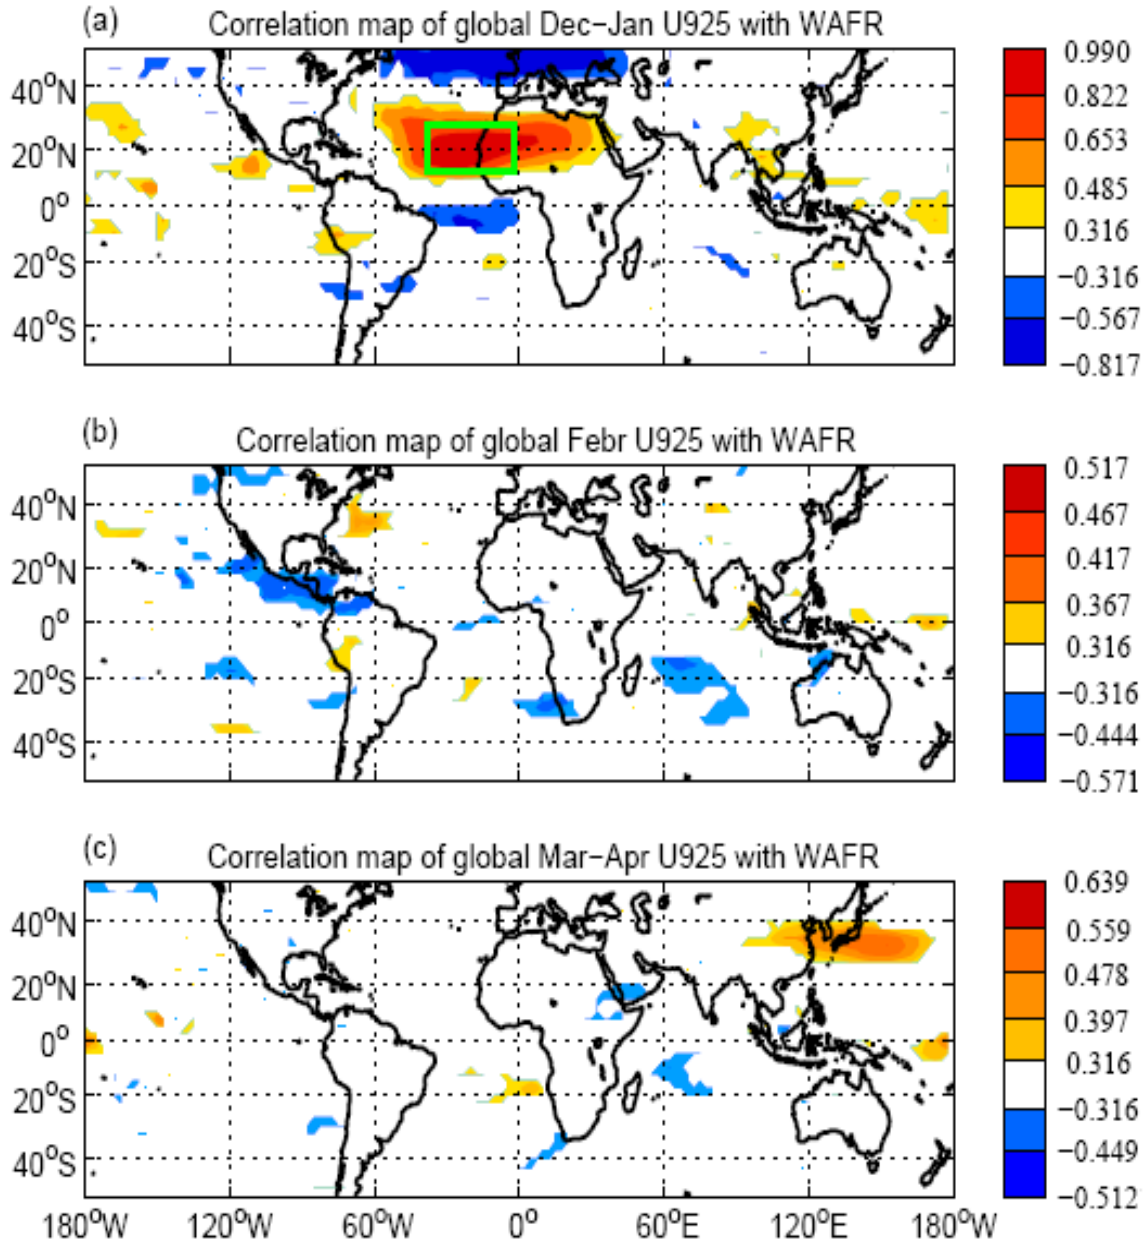 (a)
Correlation map of global Dec−Jan U925 with WAFR
40°N
20°N
0°
20°S
40°S
0.990
0.822
0.653
0.485
0.316
−0.316
−0.567
−0.817
(b)
Correlation map of global Febr U925 with WAFR
40°N
20°N
0°
20°S
40°S
0.517
0.467
0.417
0.367
0.316
−0.316
−0.444
−0.571
(c)
Correlation map of global Mar−Apr U925 with WAFR
40°N
20°N
0°
20°S
40°S
0.639
0.559
0.478
0.397
0.316
−0.316
−0.449
−0.512
180°W 120°W 60°W 0° 60°E 120°E 180°W